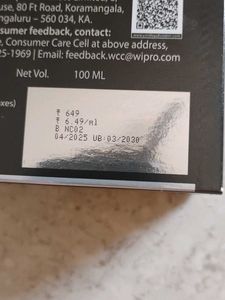 use, 80 Ft Road, Koramangala,
ngaluru – 560 034, KA.
nsumer feedback, contact:
e, Consumer Care Cell at above address,
25-1969 | Email: feedback.wcc@wipro.com
Net Vol. 100 ML
oxes)
₹ 649
₹ 6.49/ml
B NC02
04/2025 UB:03/2030